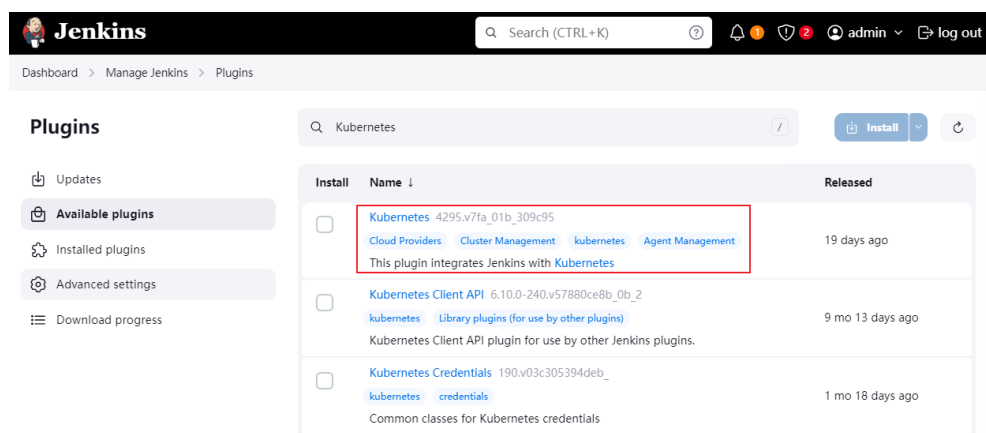 Jenkins
Search (CTRL+K)
1
2
admin
log out
Dashboard > Manage Jenkins > Plugins
Plugins
Kubernetes
/
Install
Updates
Available plugins
Installed plugins
Advanced settings
Download progress
Install Name ↓ Released
Kubernetes 4295.v7fa_01b_309c95
Cloud Providers Cluster Management kubernetes Agent Management
This plugin integrates Jenkins with Kubernetes
19 days ago
Kubernetes Client API 6.10.0-240.v57880ce8b_0b_2
kubernetes Library plugins (for use by other plugins)
Kubernetes Client API plugin for use by other Jenkins plugins.
9 mo 13 days ago
Kubernetes Credentials 190.v03c305394deb_
kubernetes credentials
Common classes for Kubernetes credentials
1 mo 18 days ago